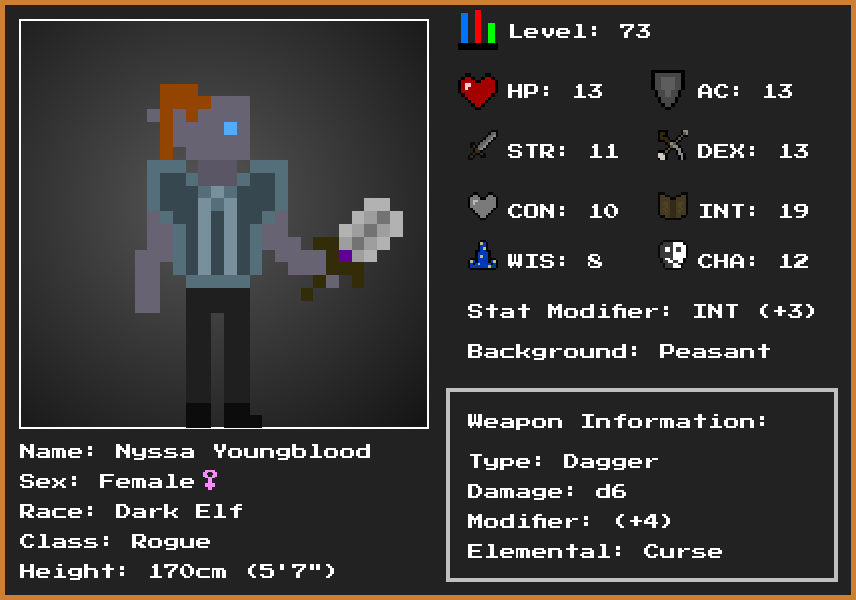 Level: 73
HP: 13
AC: 13
STR: 11
DEX: 13
CON: 10
INT: 19
WIS: 8
CHA: 12
Stat Modifier: INT (+3)
Background: Peasant
Weapon Information:
Type: Dagger
Damage: d6
Modifier: (+4)
Elemental: Curse
Name: Nyssa Youngblood
Sex: Female♀
Race: Dark Elf
Class: Rogue
Height: 170cm (5'7")